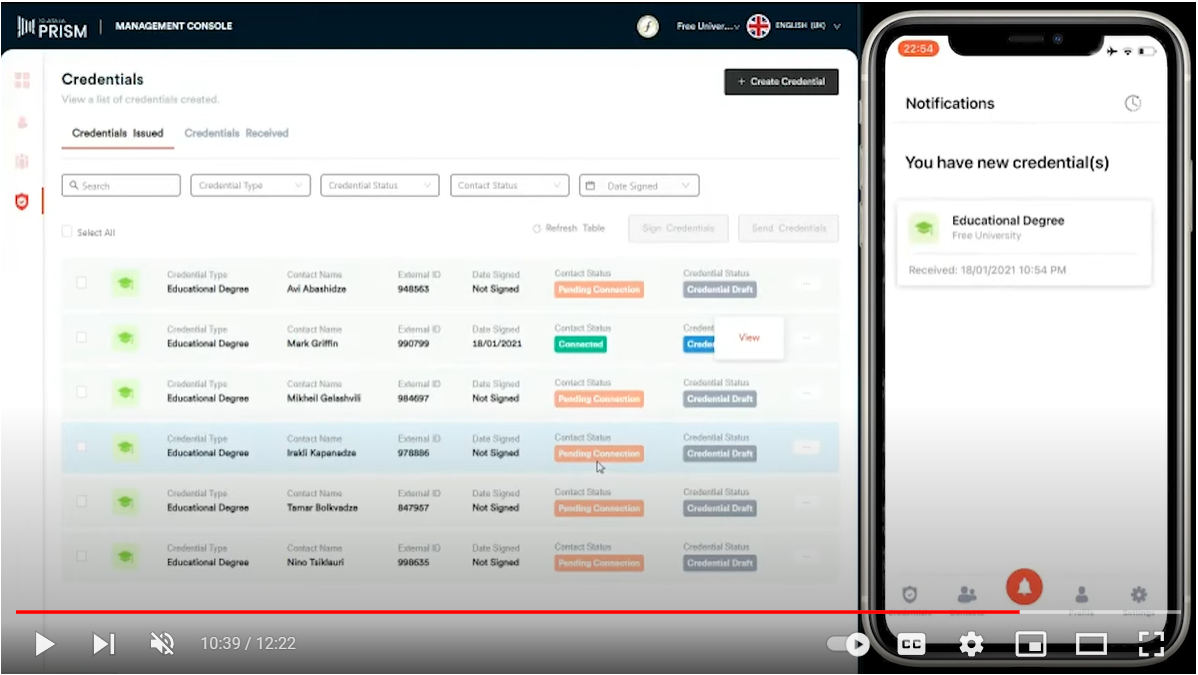 PRISM
MANAGEMENT CONSOLE
Free Univer...
ENGLISH (UK)
Credentials
View a list of credentials created.
+ Create Credential
Credentials Issued
Credentials Received
Search
Credential Type
Credential Status
Contact Status
Date Signed
Select All
Refresh Table
Sign Credentials
Send Credentials
Credential Type Contact Name External ID Date Signed Contact Status Credential Status
Educational Degree Avi Abashidze 948563 Not Signed Pending Connection Credential Draft
Credential Type Contact Name External ID Date Signed Contact Status Credent
Educational Degree Mark Griffin 990799 18/01/2021 Connected Creder
View
Credential Type Contact Name External ID Date Signed Contact Status Credential Status
Educational Degree Mikheil Gelashvili 984697 Not Signed Pending Connection Credential Draft
Credential Type Contact Name External ID Date Signed Contact Status Credential Status
Educational Degree Irakli Kapanadze 978886 Not Signed Pending Connection Credential Draft
Credential Type Contact Name External ID Date Signed Contact Status Credential Status
Educational Degree Tamar Bolkvadze 847957 Not Signed Pending Connection Credential Draft
Credential Type Contact Name External ID Date Signed Contact Status Credential Status
Educational Degree Nino Tsiklauri 998635 Not Signed Pending Connection Credential Draft
22:54
Notifications
You have new credential(s)
Educational Degree
Free University
Received: 18/01/2021 10:54 PM
10:39 / 12:22
CC